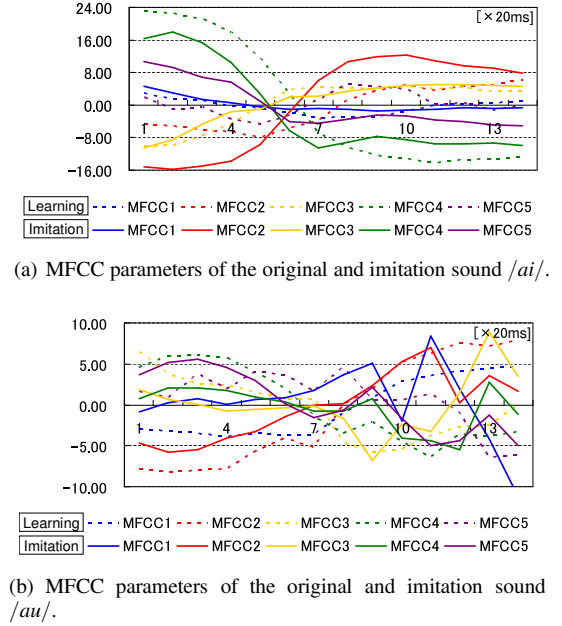 24.00
[×20ms]
16.00
8.00
0.00
1 4 7 10 13
-8.00
-16.00
Learning MFCC1 MFCC2 MFCC3 MFCC4 MFCC5
Imitation MFCC1 MFCC2 MFCC3 MFCC4 MFCC5
(a) MFCC parameters of the original and imitation sound /ai/.
10.00
[×20ms]
5.00
0.00
1 4 7 10 13
-5.00
-10.00
Learning MFCC1 MFCC2 MFCC3 MFCC4 MFCC5
Imitation MFCC1 MFCC2 MFCC3 MFCC4 MFCC5
(b) MFCC parameters of the original and imitation sound
/au/.